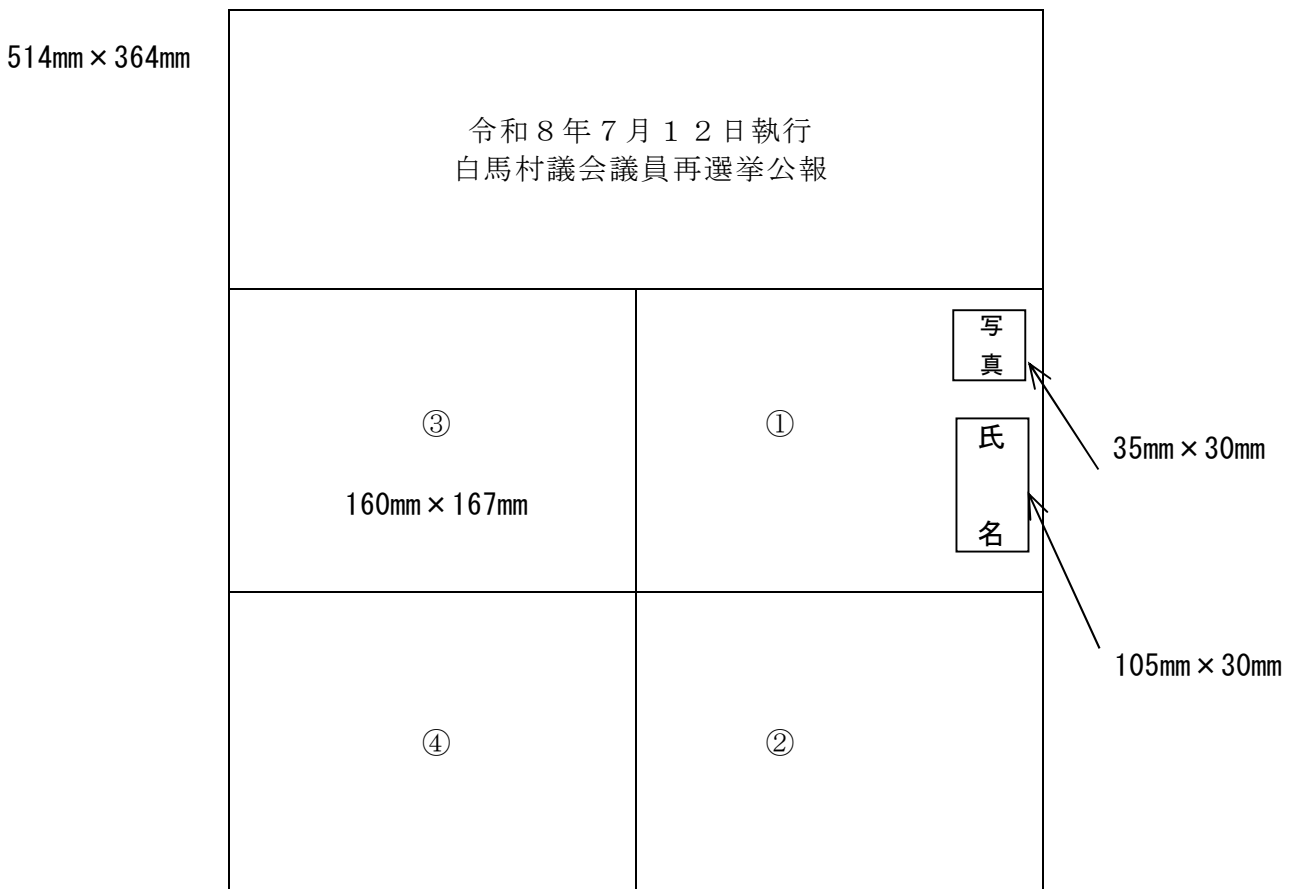 514mm×364mm
令和８年７月１２日執行
白馬村議会議員再選挙公報
写
真
③
①
氏
名
35mm×30mm
160mm×167mm
105mm×30mm
④
②